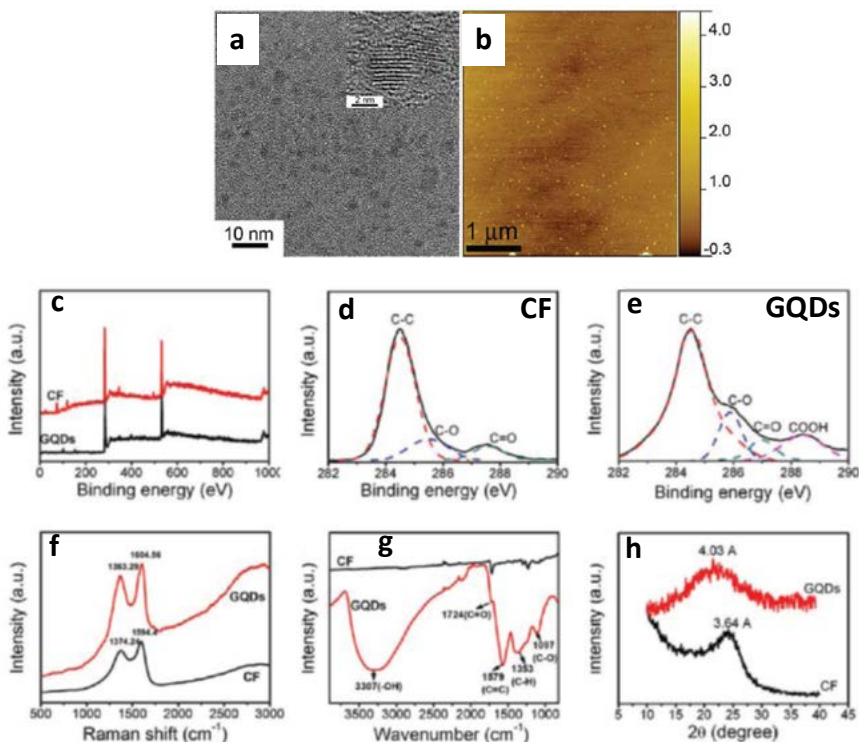 a
2 nm
10 nm
b
1 μm
4.0
3.0
2.0
1.0
-0.3
c
Intensity (a.u.)
CF
GQDs
0 200 400 600 800 1000
Binding energy (eV)
d
CF
Intensity (a.u.)
C-C
C-O
C=O
282 284 286 288 290
Binding energy (eV)
e
GQDs
Intensity (a.u.)
C-C
C-O
C=O
COOH
282 284 286 288 290
Binding energy (eV)
f
Intensity (a.u.)
1363.29
1604.56
GQDs
1374.24
1594.4
CF
500 1000 1500 2000 2500 3000
Raman shift (cm-1)
g
Intensity (a.u.)
CF
GQDs
1724(C=O)
3307(-OH)
1579
(C=C)
1353
(C-H)
1097
(C-O)
3500 3000 2500 2000 1500 1000
Wavenumber (cm-1)
h
Intensity (a.u.)
4.03 A
GQDs
3.64 A
CF
5 10 15 20 25 30 35 40 45
2θ (degree)